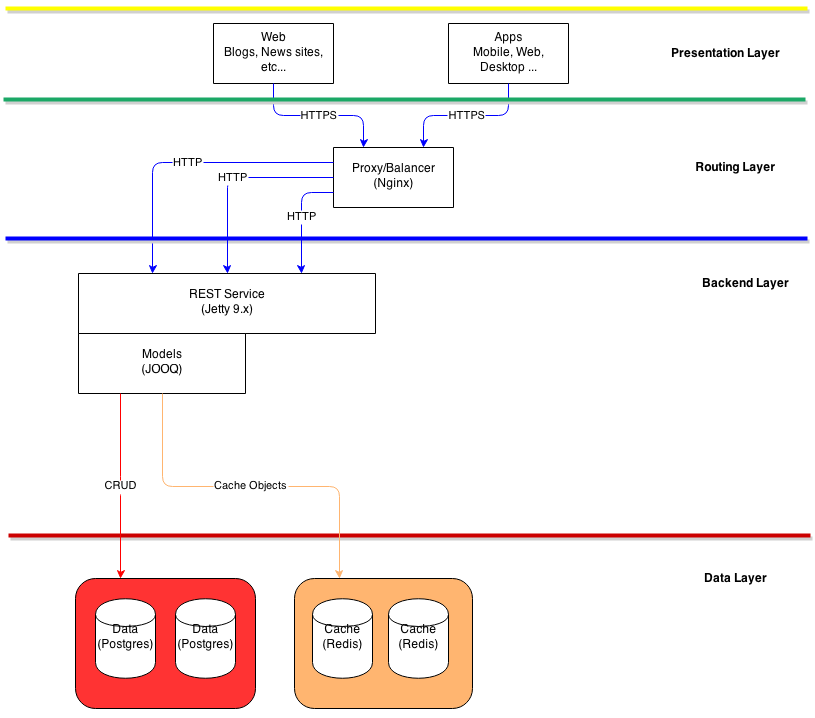 Web
Blogs, News sites,
etc...
Apps
Mobile, Web,
Desktop ...
Presentation Layer
HTTPS
HTTPS
Proxy/Balancer
(Nginx)
Routing Layer
HTTP
HTTP
HTTP
Backend Layer
REST Service
(Jetty 9.x)
Models
(JOOQ)
CRUD
Cache Objects
Data Layer
Data
(Postgres)
Data
(Postgres)
Cache
(Redis)
Cache
(Redis)